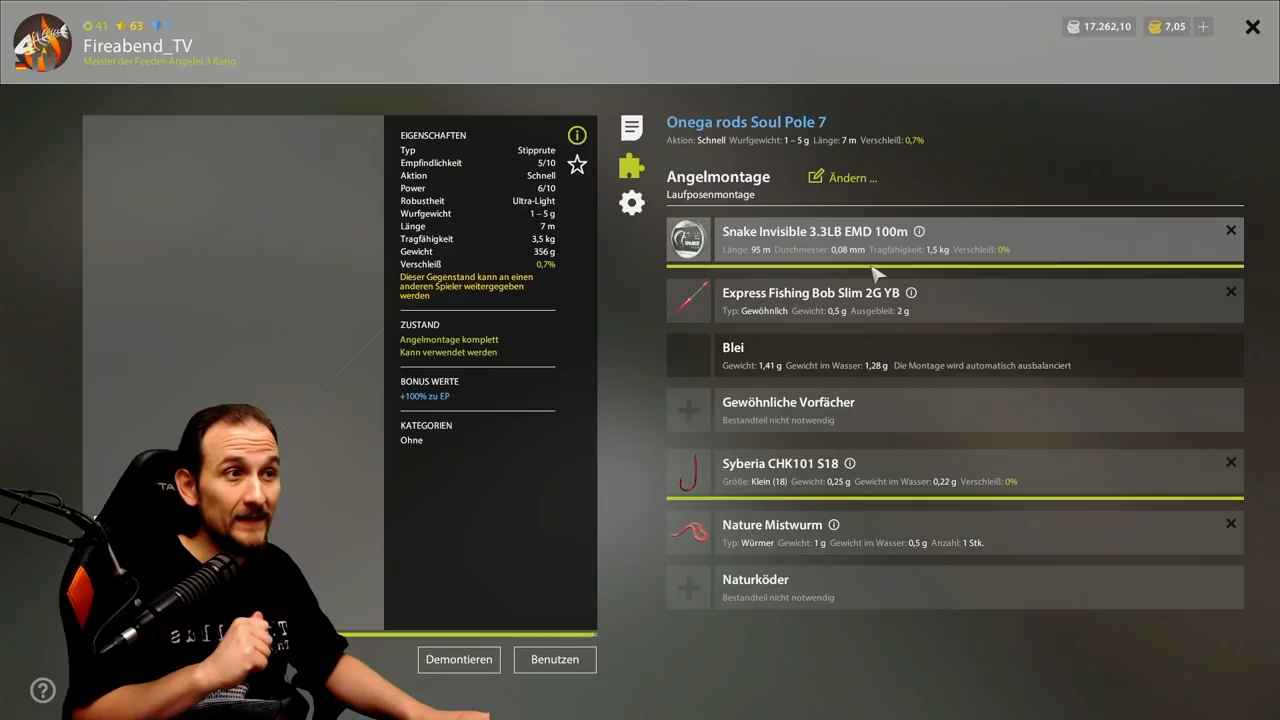 41 63
Fireabend_TV
Meister der Feeder-Angelei 3 Rang
17.262,10 7,05 +
EIGENSCHAFTEN
Typ Stipprute
Empfindlichkeit 5/10
Aktion Schnell
Power 6/10
Robustheit Ultra-Light
Wurfgewicht 1 – 5 g
Länge 7 m
Tragfähigkeit 3,5 kg
Gewicht 356 g
Verschleiß 0,7%
Dieser Gegenstand kann an einen
anderen Spieler weitergegeben
werden
ZUSTAND
Angelmontage komplett
Kann verwendet werden
BONUS WERTE
+100% zu EP
KATEGORIEN
Ohne
Demontieren Benutzen
Onega rods Soul Pole 7
Aktion: Schnell Wurfgewicht: 1 – 5 g Länge: 7 m Verschleiß: 0,7%
Angelmontage Ändern ...
Laufposenmontage
Snake Invisible 3.3LB EMD 100m
Länge: 95 m Durchmesser: 0,08 mm Tragfähigkeit: 1,5 kg Verschleiß: 0%
Express Fishing Bob Slim 2G YB
Typ: Gewöhnlich Gewicht: 0,5 g Ausgebleit: 2 g
Blei
Gewicht: 1,41 g Gewicht im Wasser: 1,28 g Die Montage wird automatisch ausbalanciert
Gewöhnliche Vorfächer
Bestandteil nicht notwendig
Syberia CHK101 S18
Größe: Klein (18) Gewicht: 0,25 g Gewicht im Wasser: 0,22 g Verschleiß: 0%
Nature Mistwurm
Typ: Würmer Gewicht: 1 g Gewicht im Wasser: 0,5 g Anzahl: 1 Stk.
Naturköder
Bestandteil nicht notwendig